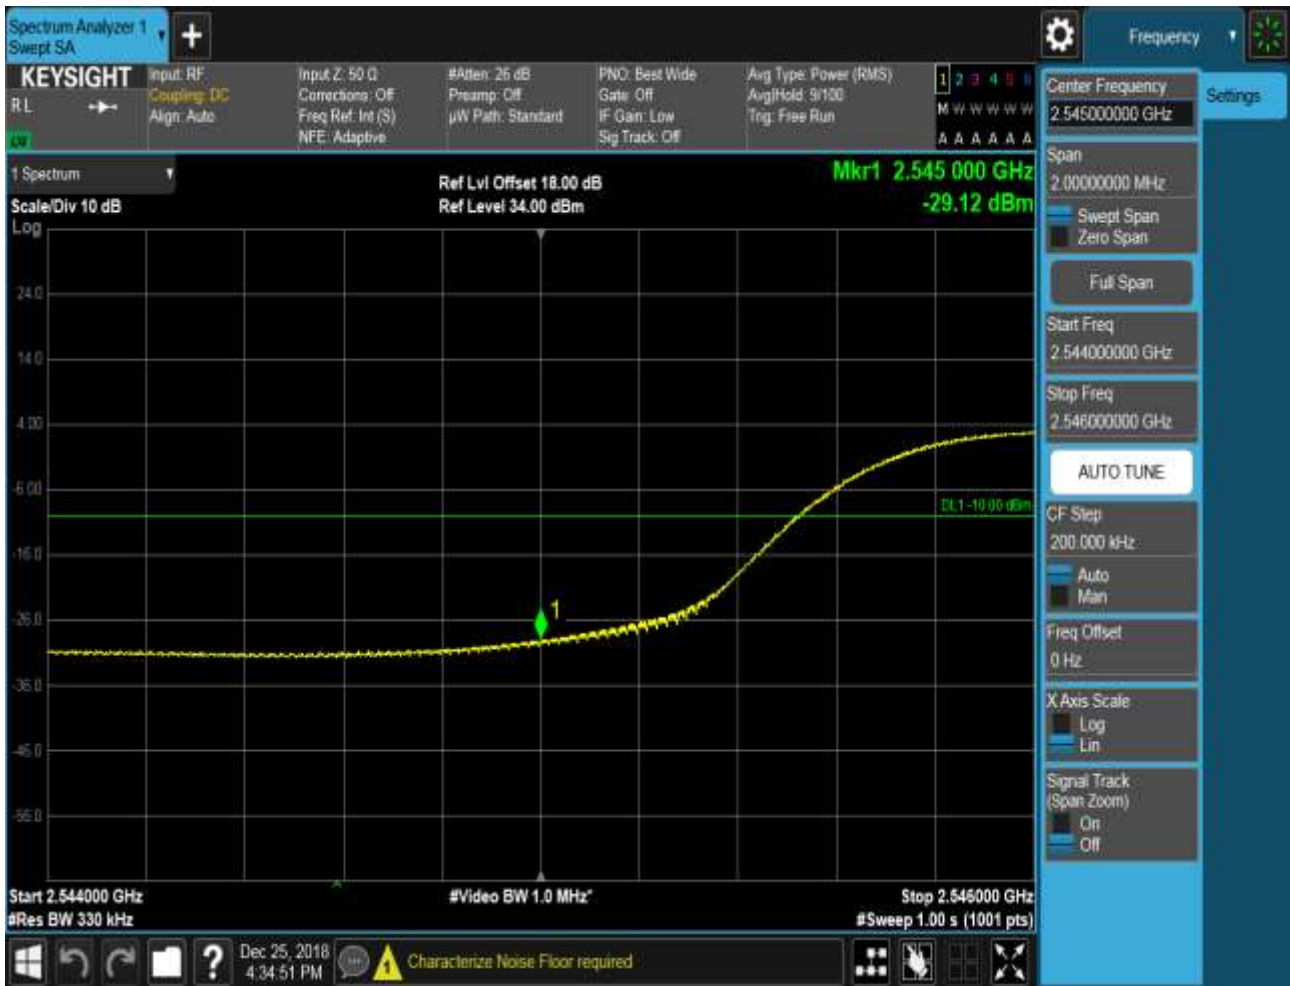 Spectrum Analyzer 1
Swept SA
+
Frequency
KEYSIGHT
RL
Input: RF
Coupling: DC
Align: Auto
Input Z: 50 Ω
Corrections: Off
Freq Ref: Int (S)
NFE: Adaptive
#Atten: 26 dB
Preamp: Off
µW Path: Standard
PNO: Best Wide
Gate: Off
IF Gain: Low
Sig Track: Off
Avg Type: Power (RMS)
Avg|Hold: 9/100
Trig: Free Run
1 2 3 4 5 6
M W W W W W
A A A A A A
1 Spectrum
Scale/Div 10 dB
Log
Ref Lvl Offset 18.00 dB
Ref Level 34.00 dBm
Mkr1 2.545 000 GHz
-29.12 dBm
24.0
14.0
4.00
-6.00
-16.0
-26.0
-36.0
-46.0
-56.0
DL1 -10.00 dBm
1
Start 2.544000 GHz
#Res BW 330 kHz
#Video BW 1.0 MHz*
Stop 2.546000 GHz
#Sweep 1.00 s (1001 pts)
Center Frequency
2.545000000 GHz
Span
2.00000000 MHz
Swept Span
Zero Span
Full Span
Start Freq
2.544000000 GHz
Stop Freq
2.546000000 GHz
AUTO TUNE
CF Step
200.000 kHz
Auto
Man
Freq Offset
0 Hz
X Axis Scale
Log
Lin
Signal Track
(Span Zoom)
On
Off
Settings
?
Dec 25, 2018
4:34:51 PM
1
Characterize Noise Floor required